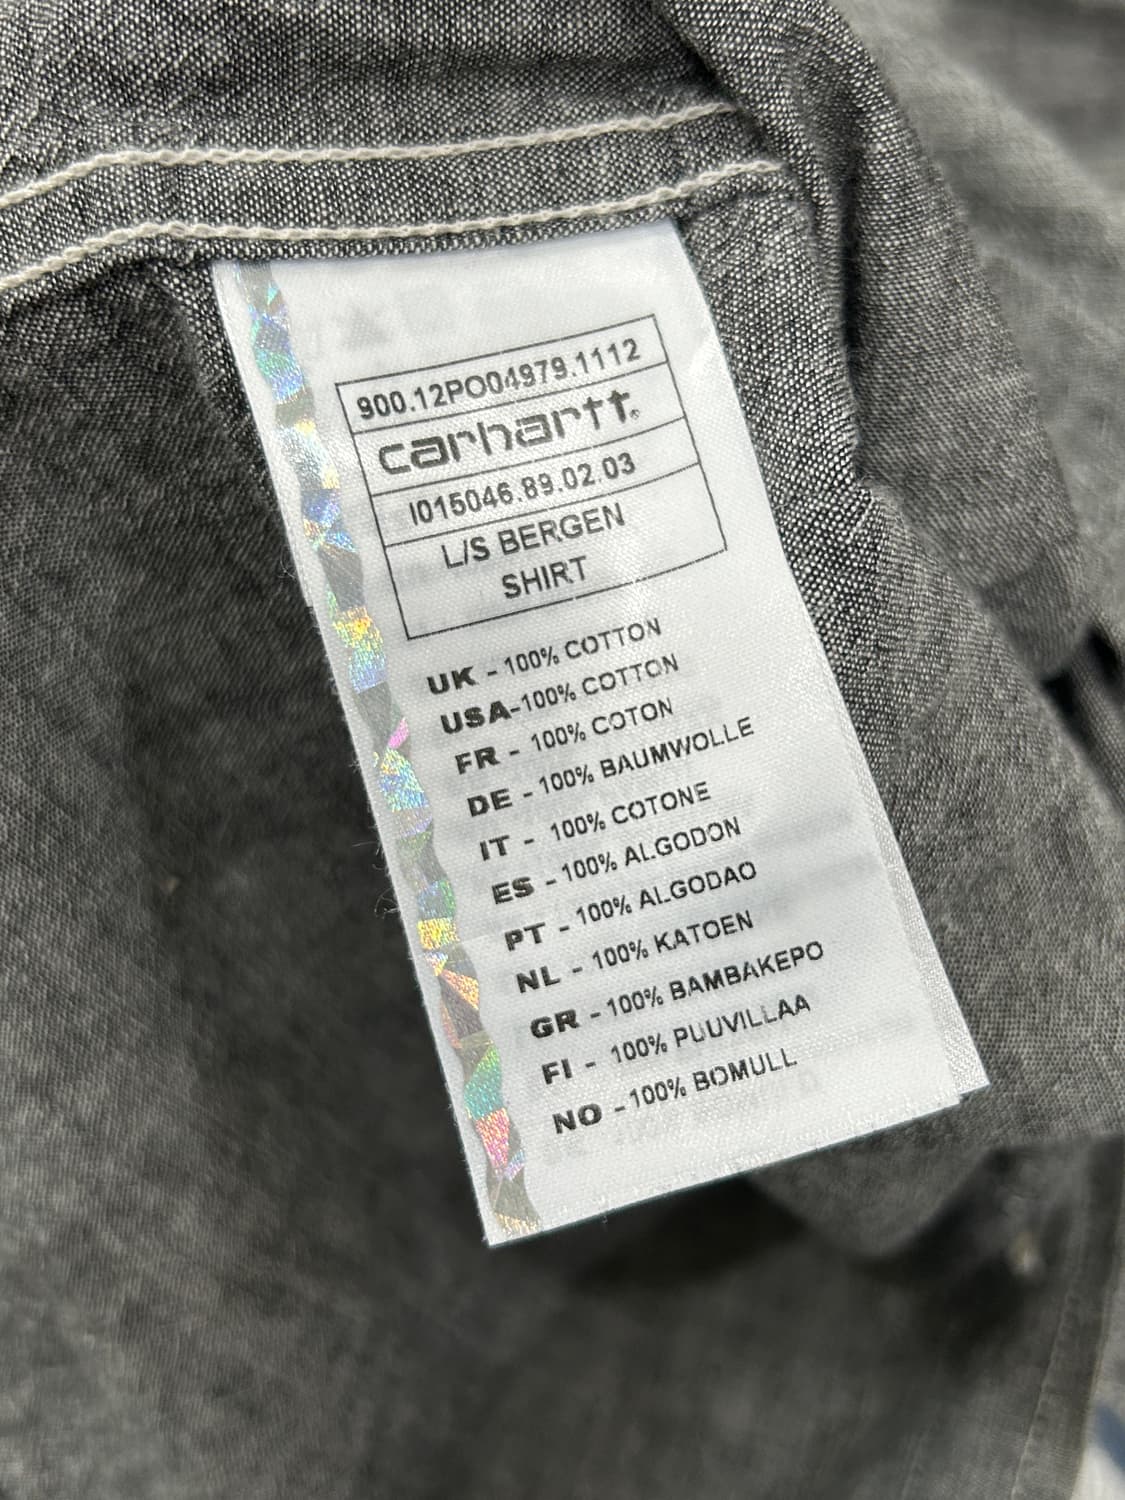 900.12PO04979.1112
carhartt®
I015046.89.02.03
L/S BERGEN
SHIRT
UK - 100% COTTON
USA-100% COTTON
FR - 100% COTON
DE - 100% BAUMWOLLE
IT - 100% COTONE
ES - 100% ALGODON
PT - 100% ALGODAO
NL - 100% KATOEN
GR - 100% BAMBAKEPO
FI - 100% PUUVILLAA
NO - 100% BOMULL